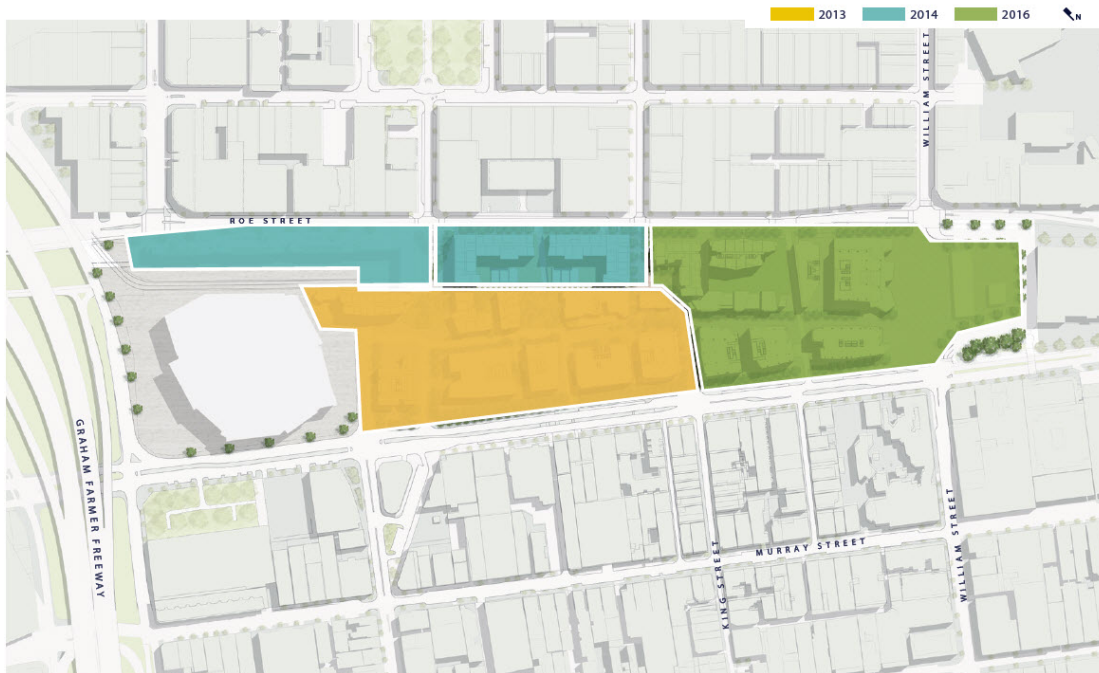 2013
2014
2016
N
WILLIAM STREET
ROE STREET
GRAHAM FARMER FREEWAY
MURRAY STREET
KING STREET
WILLIAM STREET